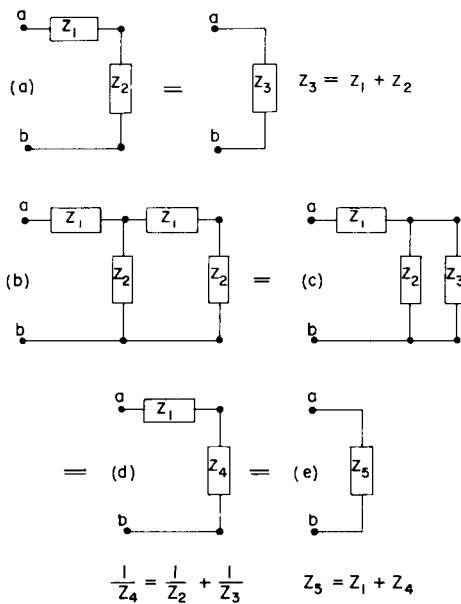 a Z₁ a
(a) Z₂ = Z₃ Z₃ = Z₁ + Z₂
b b
a Z₁ Z₁ a Z₁
(b) Z₂ Z₂ = (c) Z₂ Z₃
b b
a Z₁ a
= (d) Z₄ = (e) Z₅
b b
1/Z₄ = 1/Z₂ + 1/Z₃ Z₅ = Z₁ + Z₄